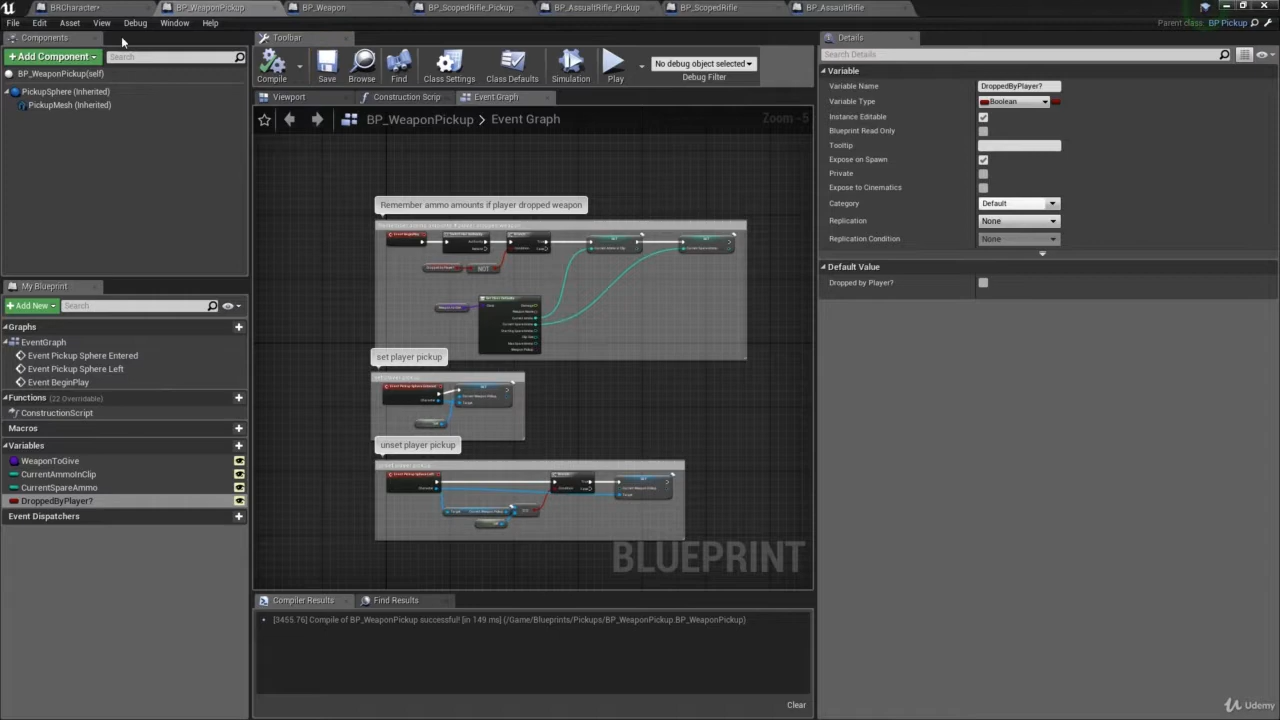 BRCharacter*
BP_WeaponPickup
BP_Weapon
BP_ScopedRifle_Pickup
BP_AssualtRifle_Pickup
BP_ScopedRifle
BP_AssaultRifle
File
Edit
Asset
View
Debug
Window
Help
Parent class: BP Pickup
Components
+ Add Component
Search
BP_WeaponPickup(self)
PickupSphere (Inherited)
PickupMesh (Inherited)
Toolbar
Compile
Save
Browse
Find
Class Settings
Class Defaults
Simulation
Play
No debug object selected
Debug Filter
Viewport
Construction Scrip
Event Graph
BP_WeaponPickup > Event Graph
Zoom -5
Remember ammo amounts if player dropped weapon
NOT
set player pickup
unset player pickup
BLUEPRINT
My Blueprint
+ Add New
Search
Graphs
EventGraph
Event Pickup Sphere Entered
Event Pickup Sphere Left
Event BeginPlay
Functions (22 Overridable)
ConstructionScript
Macros
Variables
WeaponToGive
CurrentAmmoInClip
CurrentSpareAmmo
DroppedByPlayer?
Event Dispatchers
Compiler Results
Find Results
[3455.76] Compile of BP_WeaponPickup successful! [in 149 ms] (/Game/Blueprints/Pickups/BP_WeaponPickup.BP_WeaponPickup)
Clear
Details
Search Details
Variable
Variable Name
DroppedByPlayer?
Variable Type
Boolean
Instance Editable
Blueprint Read Only
Tooltip
Expose on Spawn
Private
Expose to Cinematics
Category
Default
Replication
None
Replication Condition
None
Default Value
Dropped by Player?
Udemy